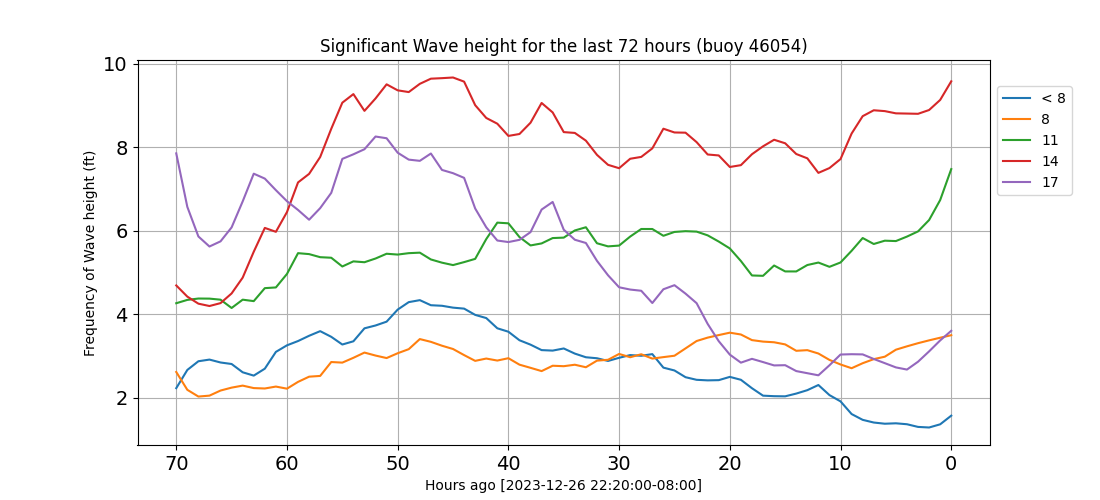 Significant Wave height for the last 72 hours (buoy 46054)
Frequency of Wave height (ft)
10
8
6
4
2
70 60 50 40 30 20 10 0
Hours ago [2023-12-26 22:20:00-08:00]
< 8
8
11
14
17